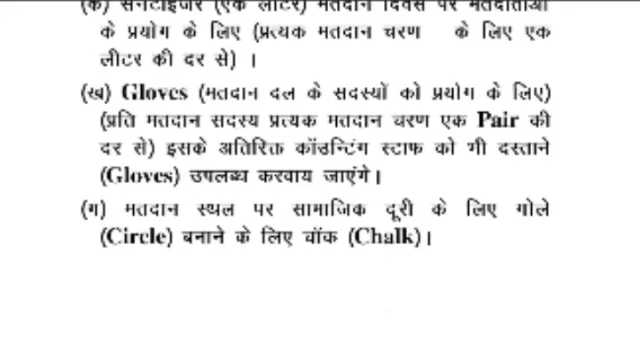 (क) सेनेटाईजर (एक लीटर) मतदान दिवस पर मतदाताओं
के प्रयोग के लिए (प्रत्यक मतदान चरण के लिए एक
लीटर की दर से) ।
(ख) Gloves (मतदान दल के सदस्यों को प्रयोग के लिए)
(प्रति मतदान सदस्य प्रत्यक मतदान चरण एक Pair की
दर से) इसके अतिरिक्त कॉउन्टिंग स्टाफ को भी दस्ताने
(Gloves) उपलब्ध करवाय जाएंगे।
(ग) मतदान स्थल पर सामाजिक दूरी के लिए गोले
(Circle) बनाने के लिए चॉक (Chalk)।